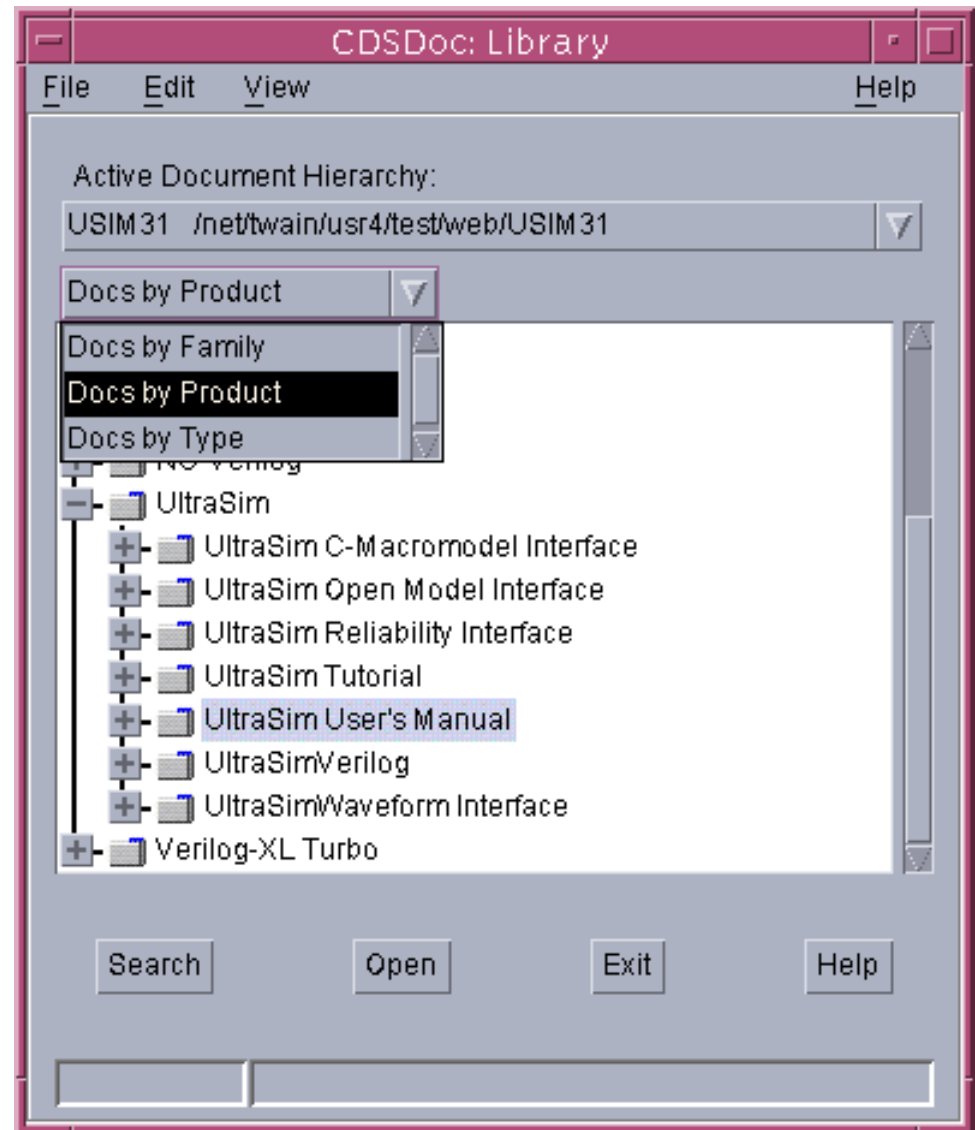 CDSDoc: Library
File Edit View Help
Active Document Hierarchy:
USIM31 /net/twain/usr4/test/web/USIM31
Docs by Product
Docs by Family
Docs by Product
Docs by Type
NC-Verilog
UltraSim
UltraSim C-Macromodel Interface
UltraSim Open Model Interface
UltraSim Reliability Interface
UltraSim Tutorial
UltraSim User's Manual
UltraSimVerilog
UltraSimWaveform Interface
Verilog-XL Turbo
Search Open Exit Help